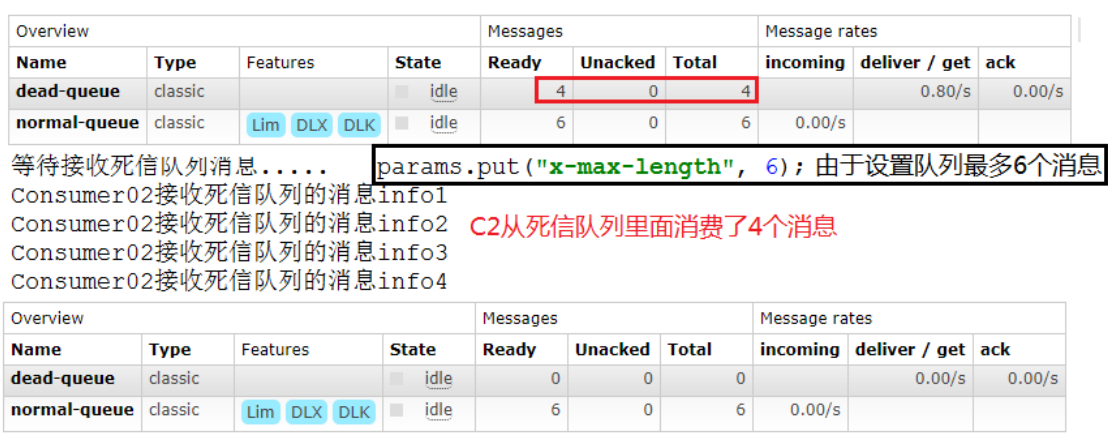 Overview Messages Message rates
Name Type Features State Ready Unacked Total incoming deliver / get ack
dead-queue classic idle 4 0 4 0.80/s 0.00/s
normal-queue classic Lim DLX DLK idle 6 0 6 0.00/s
等待接收死信队列消息..... params.put("x-max-length", 6); 由于设置队列最多6个消息
Consumer02接收死信队列的消息info1
Consumer02接收死信队列的消息info2 C2从死信队列里面消费了4个消息
Consumer02接收死信队列的消息info3
Consumer02接收死信队列的消息info4
Overview Messages Message rates
Name Type Features State Ready Unacked Total incoming deliver / get ack
dead-queue classic idle 0 0 0 0.00/s 0.00/s
normal-queue classic Lim DLX DLK idle 6 0 6 0.00/s